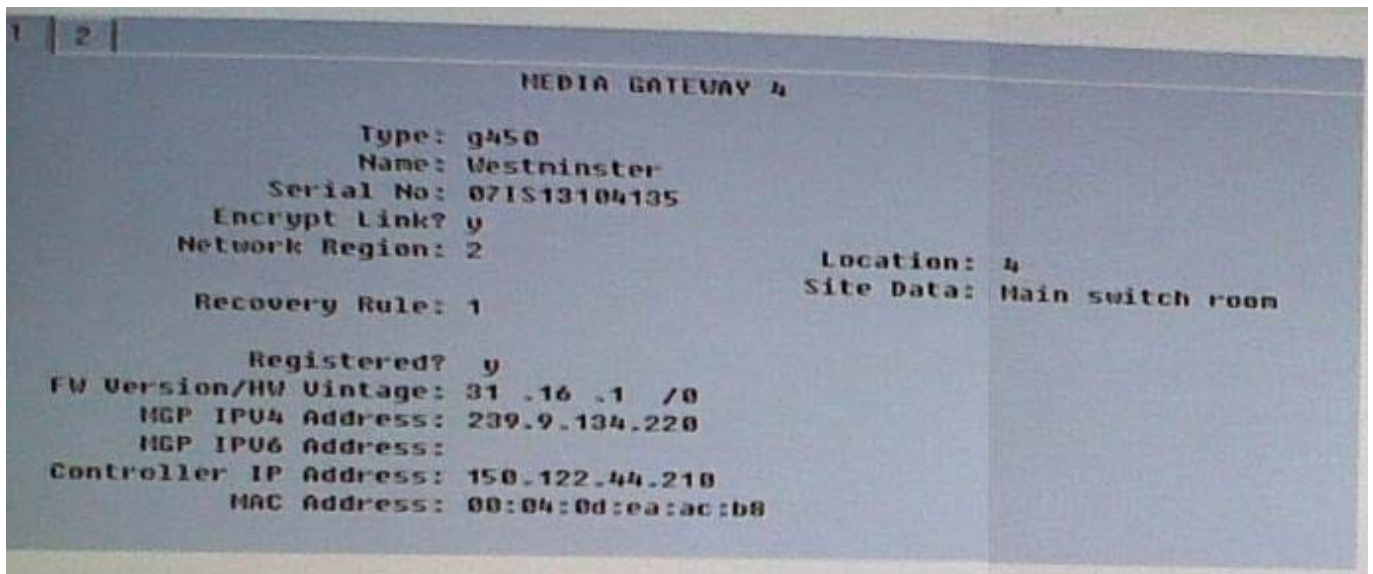 1 | 2 |
MEDIA GATEWAY 4
Type: g450
Name: Westminster
Serial No: 07IS13104135
Encrypt Link? y
Network Region: 2
Location: 4
Site Data: Main switch room
Recovery Rule: 1
Registered? y
FW Version/HW Vintage: 31 .16 .1 /0
MGP IPV4 Address: 239.9.134.220
MGP IPV6 Address:
Controller IP Address: 150.122.44.210
MAC Address: 00:04:0d:ea:ac:b8